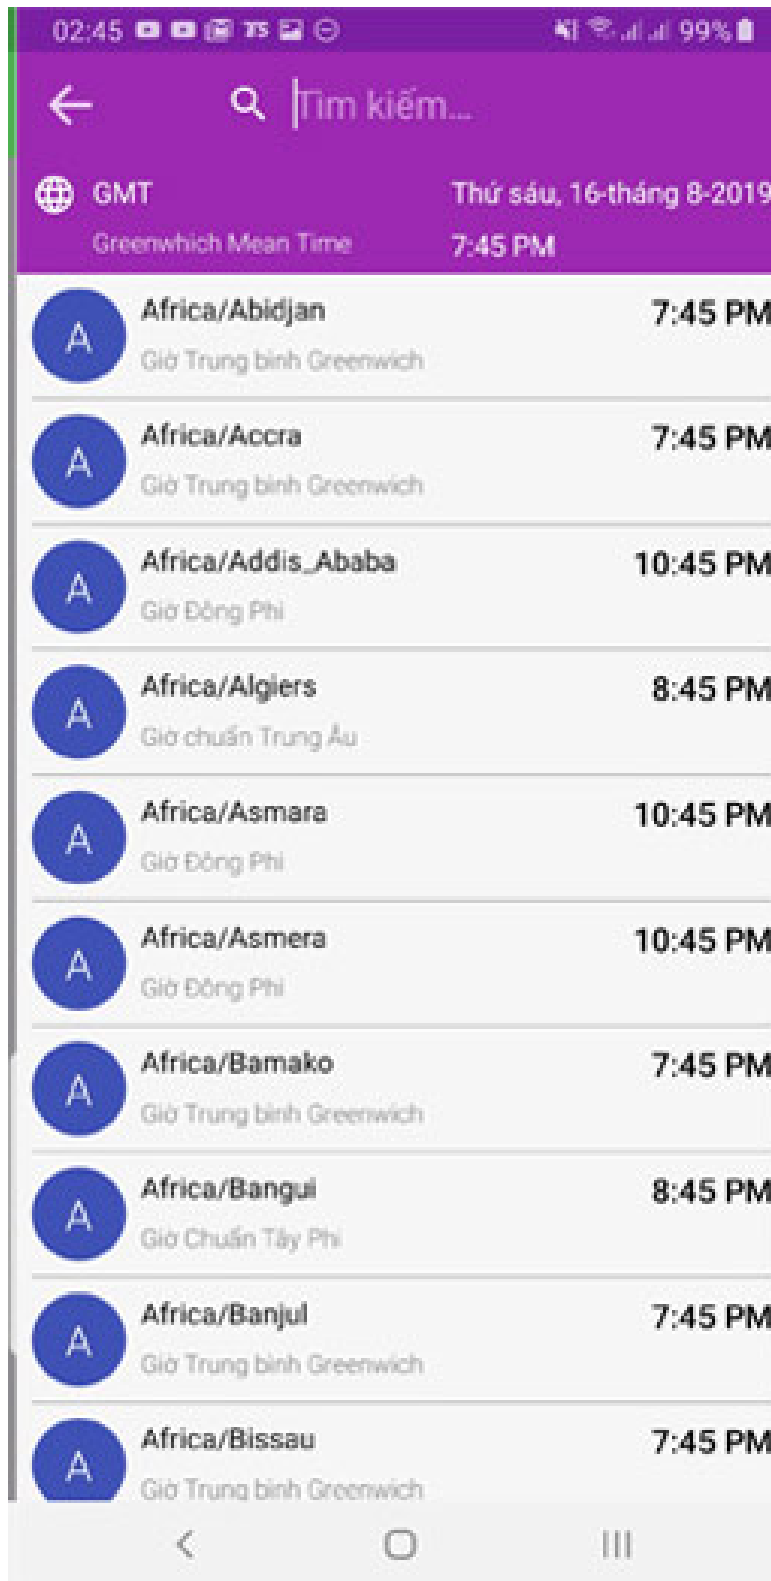 02:45 99%
Tìm kiếm...
GMT Thứ sáu, 16-tháng 8-2019
Greenwhich Mean Time 7:45 PM
A Africa/Abidjan 7:45 PM
Giờ Trung bình Greenwich
A Africa/Accra 7:45 PM
Giờ Trung bình Greenwich
A Africa/Addis_Ababa 10:45 PM
Giờ Đông Phi
A Africa/Algiers 8:45 PM
Giờ chuẩn Trung Âu
A Africa/Asmara 10:45 PM
Giờ Đông Phi
A Africa/Asmera 10:45 PM
Giờ Đông Phi
A Africa/Bamako 7:45 PM
Giờ Trung bình Greenwich
A Africa/Bangui 8:45 PM
Giờ Chuẩn Tây Phi
A Africa/Banjul 7:45 PM
Giờ Trung bình Greenwich
A Africa/Bissau 7:45 PM
Giờ Trung bình Greenwich